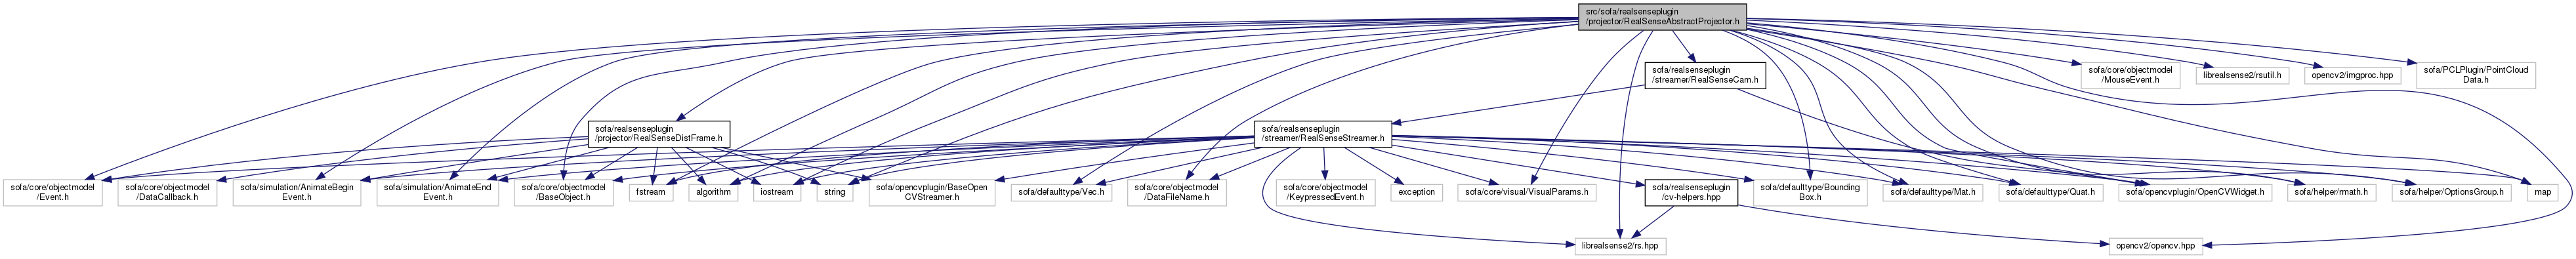 src/sofa/realsenseplugin
/projector/RealSenseAbstractProjector.h
sofa/realsenseplugin
/streamer/RealSenseCam.h
sofa/core/objectmodel
/MouseEvent.h
librealsense2/rsutil.h
opencv2/imgproc.hpp
sofa/PCLPlugin/PointCloud
Data.h
sofa/realsenseplugin
/projector/RealSenseDistFrame.h
sofa/realsenseplugin
/streamer/RealSenseStreamer.h
sofa/core/objectmodel
/Event.h
sofa/core/objectmodel
/DataCallback.h
sofa/simulation/AnimateBegin
Event.h
sofa/simulation/AnimateEnd
Event.h
sofa/core/objectmodel
/BaseObject.h
fstream
algorithm
iostream
string
sofa/opencvplugin/BaseOpen
CVStreamer.h
sofa/defaulttype/Vec.h
sofa/core/objectmodel
/DataFileName.h
sofa/core/objectmodel
/KeypressedEvent.h
exception
sofa/core/visual/VisualParams.h
sofa/realsenseplugin
/cv-helpers.hpp
sofa/defaulttype/Bounding
Box.h
sofa/defaulttype/Mat.h
sofa/defaulttype/Quat.h
sofa/opencvplugin/OpenCVWidget.h
sofa/helper/rmath.h
sofa/helper/OptionsGroup.h
map
librealsense2/rs.hpp
opencv2/opencv.hpp